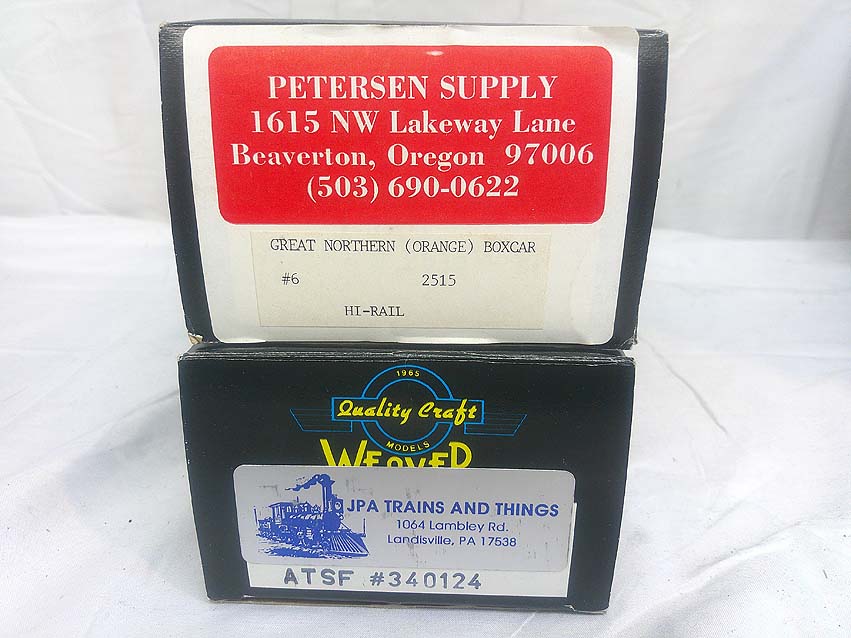 PETERSEN SUPPLY
1615 NW Lakeway Lane
Beaverton, Oregon 97006
(503) 690-0622
GREAT NORTHERN (ORANGE) BOXCAR
#6 2515
HI-RAIL
1965
Quality Craft
MODELS
WEAVER
JPA TRAINS AND THINGS
1064 Lambley Rd.
Landisville, PA 17538
ATSF #340124